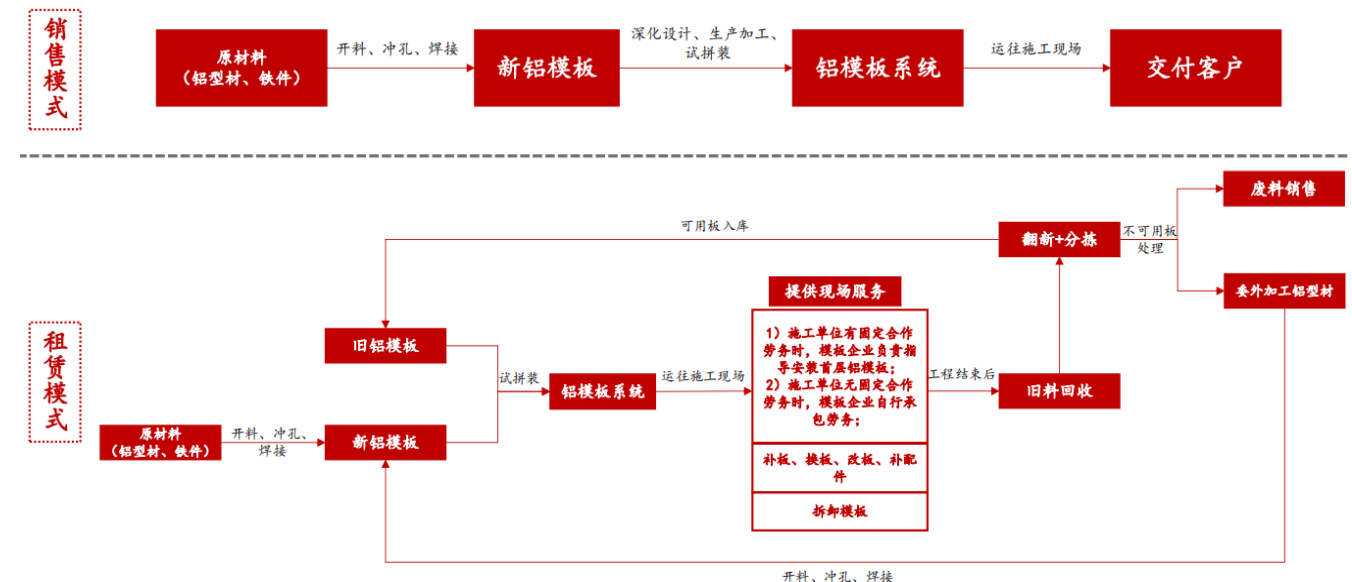 销
售
模
式
原材料
（铝型材、铁件）
开料、冲孔、焊接
新铝模板
深化设计、生产加工、
试拼装
铝模板系统
运往施工现场
交付客户
租
赁
模
式
原材料
（铝型材、铁件）
开料、冲孔、
焊接
旧铝模板
新铝模板
试拼装
铝模板系统
运往施工现场
提供现场服务
1）施工单位有固定合作
劳务时，模板企业负责指
导安装首层铝模板；
2）施工单位无固定合作
劳务时，模板企业自行承
包劳务；
补板、换板、改板、补配
件
拆卸模板
工程结束后
旧料回收
翻新+分拣
可用板入库
不可用板
处理
废料销售
委外加工铝型材
开料、冲孔、焊接